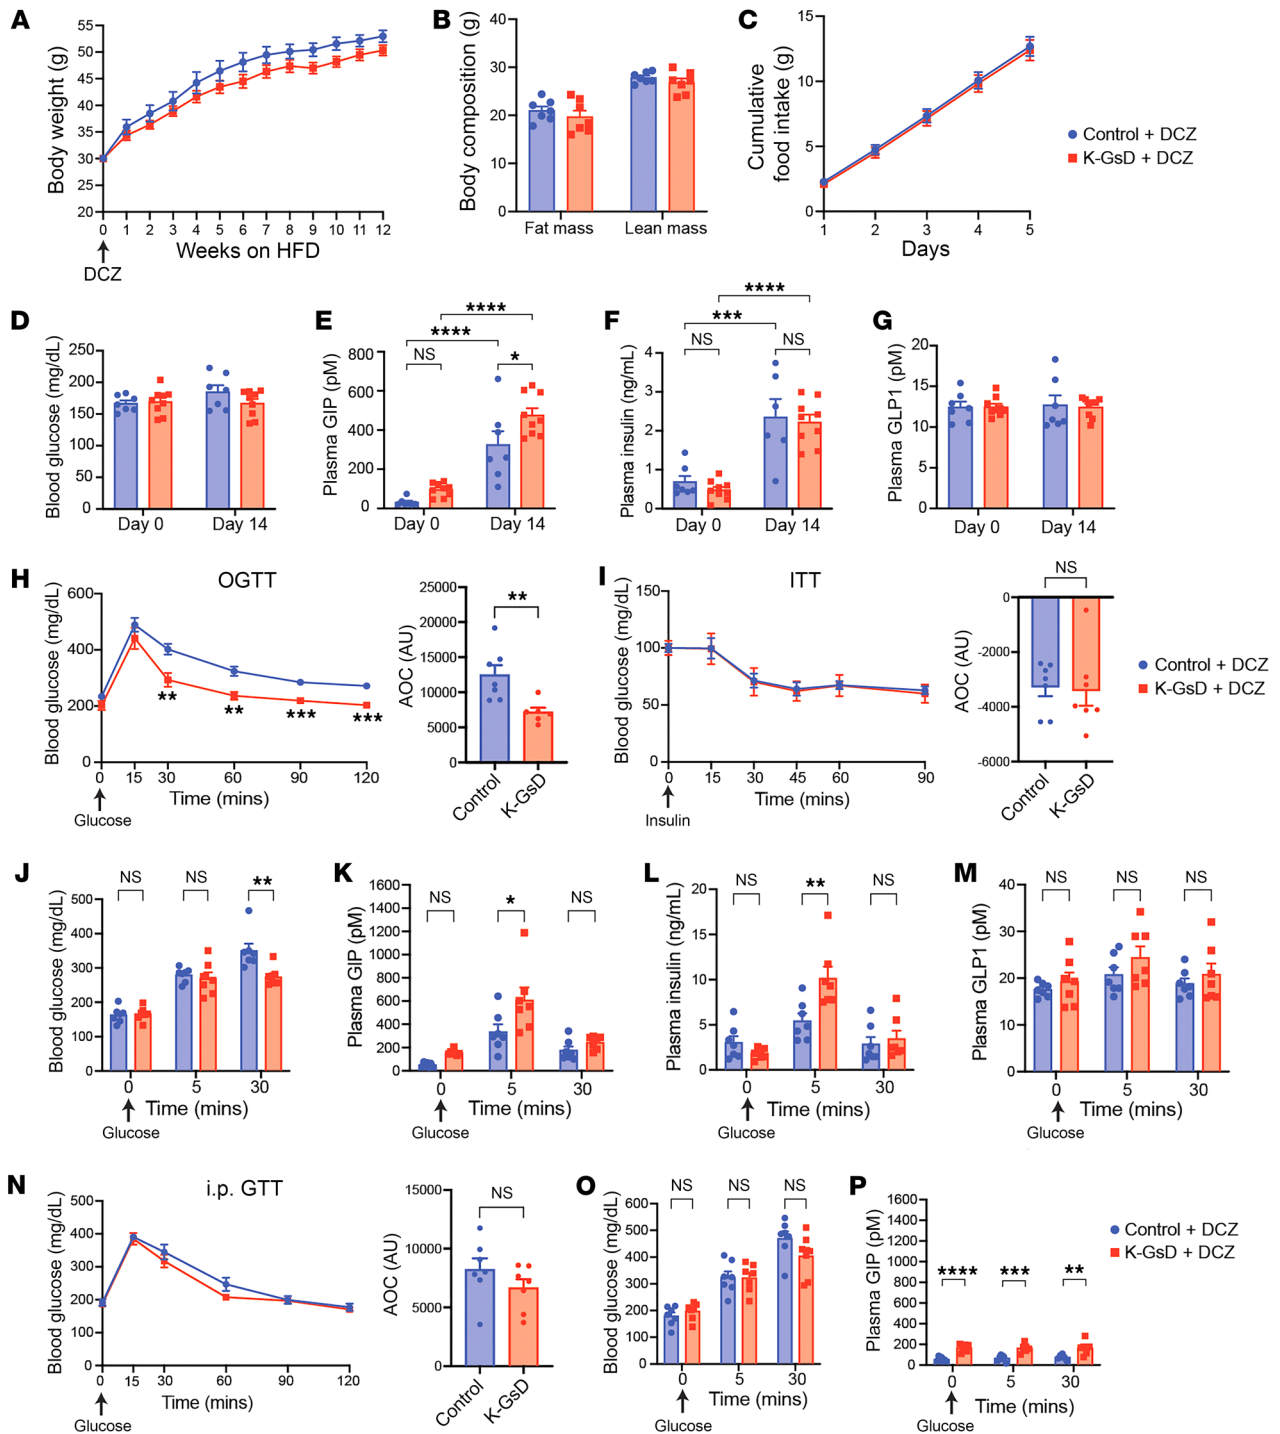 A
Body weight (g)
55
50
45
40
35
30
25
20
0 1 2 3 4 5 6 7 8 9 10 11 12
Weeks on HFD
DCZ
B
Body composition (g)
40
30
20
10
0
Fat mass Lean mass
C
Cumulative
food intake (g)
15
10
5
0
1 2 3 4 5
Days
Control + DCZ
K-GsD + DCZ
D
Blood glucose (mg/dL)
250
200
150
100
50
0
Day 0 Day 14
E
Plasma GIP (pM)
****
****
NS
*
800
600
400
200
0
Day 0 Day 14
F
Plasma insulin (ng/mL)
****
***
NS
NS
4
3
2
1
0
Day 0 Day 14
G
Plasma GLP1 (pM)
20
15
10
5
0
Day 0 Day 14
H
OGTT
Blood glucose (mg/dL)
600
400
200
0
**
**
***
***
0 15 30 60 90 120
Time (mins)
Glucose
AOC (AU)
25000
20000
15000
10000
5000
0
**
Control
K-GsD
I
ITT
Blood glucose (mg/dL)
150
100
50
0
0 15 30 45 60 90
Time (mins)
Insulin
NS
AOC (AU)
0
-2000
-4000
-6000
Control
K-GsD
Control + DCZ
K-GsD + DCZ
J
Blood glucose (mg/dL)
NS
NS
**
500
400
300
200
100
0
0 5 30
Time (mins)
Glucose
K
Plasma GIP (pM)
NS
*
NS
1600
1400
1200
1000
800
600
400
200
0
0 5 30
Time (mins)
Glucose
L
Plasma insulin (ng/mL)
NS
**
NS
20
15
10
5
0
0 5 30
Time (mins)
Glucose
M
Plasma GLP1 (pM)
NS
NS
NS
40
30
20
10
0
0 5 30
Time (mins)
Glucose
N
i.p. GTT
Blood glucose (mg/dL)
500
400
300
200
100
0
0 15 30 60 90 120
Time (mins)
Glucose
AOC (AU)
15000
10000
5000
0
NS
Control
K-GsD
O
Blood glucose (mg/dL)
NS
NS
NS
600
500
400
300
200
100
0
0 5 30
Time (mins)
Glucose
P
Plasma GIP (pM)
1600
1400
1200
1000
800
600
400
200
0
****
***
**
0 5 30
Time (mins)
Glucose
Control + DCZ
K-GsD + DCZ